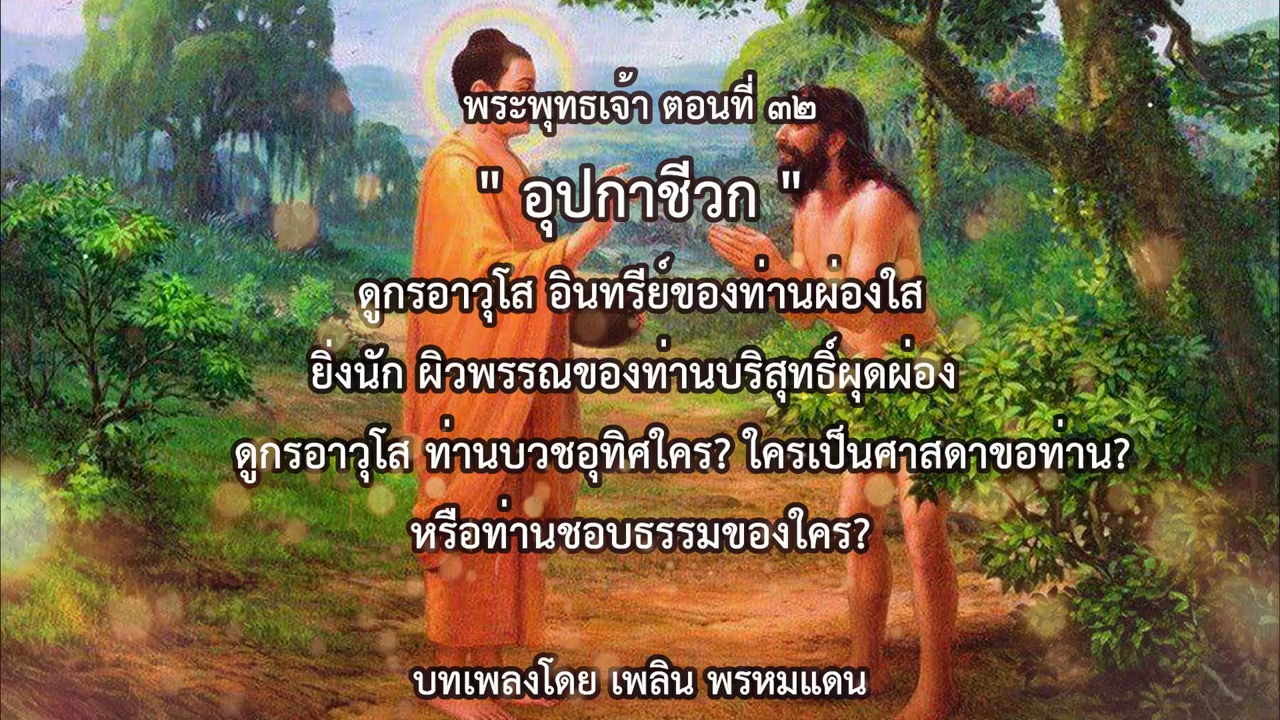 พระพุทธเจ้า ตอนที่ ๓๒
" อุปกาชีวก "
ดูกรอาวุโส อินทรีย์ของท่านผ่องใส
ยิ่งนัก ผิวพรรณของท่านบริสุทธิ์ผุดผ่อง
ดูกรอาวุโส ท่านบวชอุทิศใคร? ใครเป็นศาสดาขอท่าน?
หรือท่านชอบธรรมของใคร?
บทเพลงโดย เพลิน พรหมแดน